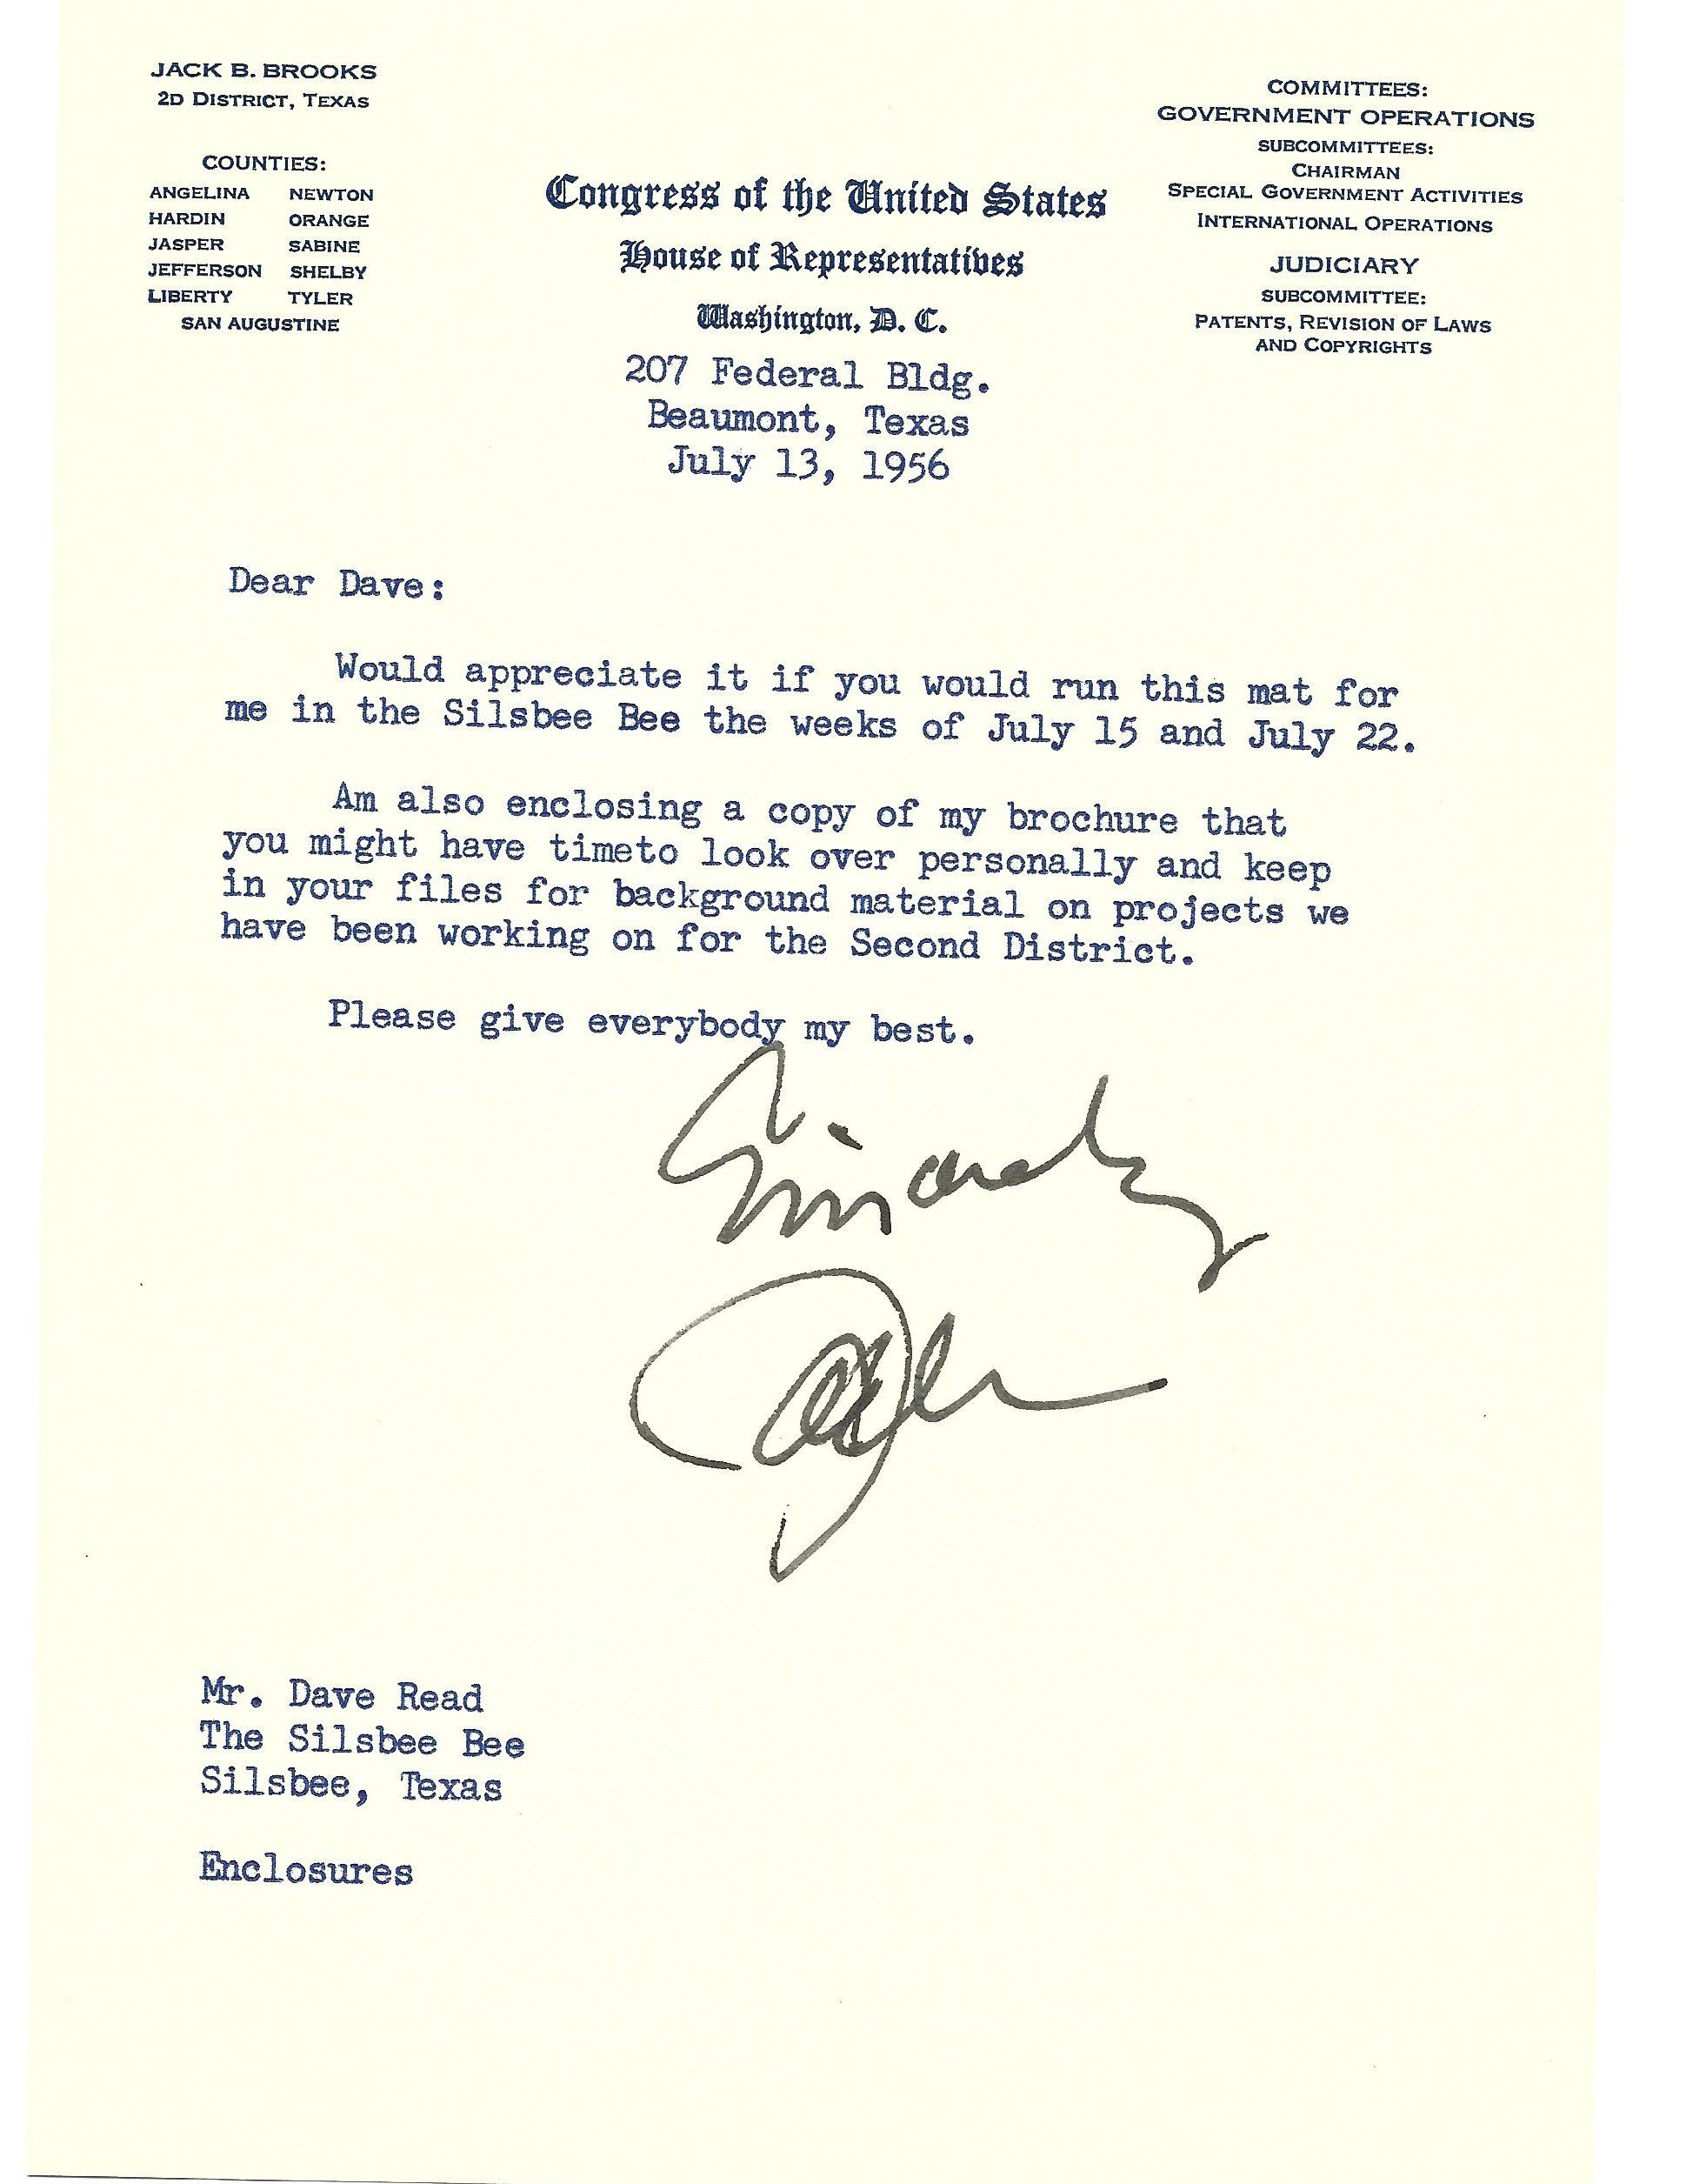 JACK B. BROOKS
2D DISTRICT, TEXAS
COUNTIES:
ANGELINA NEWTON
HARDIN ORANGE
JASPER SABINE
JEFFERSON SHELBY
LIBERTY TYLER
SAN AUGUSTINE
COMMITTEES:
GOVERNMENT OPERATIONS
SUBCOMMITTEES:
CHAIRMAN
SPECIAL GOVERNMENT ACTIVITIES
INTERNATIONAL OPERATIONS
JUDICIARY
SUBCOMMITTEE:
PATENTS, REVISION OF LAWS
AND COPYRIGHTS
Congress of the United States
House of Representatives
Washington, D. C.
207 Federal Bldg.
Beaumont, Texas
July 13, 1956
Dear Dave:
Would appreciate it if you would run this mat for
me in the Silsbee Bee the weeks of July 15 and July 22.
Am also enclosing a copy of my brochure that
you might have timeto look over personally and keep
in your files for background material on projects we
have been working on for the Second District.
Please give everybody my best.
Sincerely
Jack
Mr. Dave Read
The Silsbee Bee
Silsbee, Texas
Enclosures